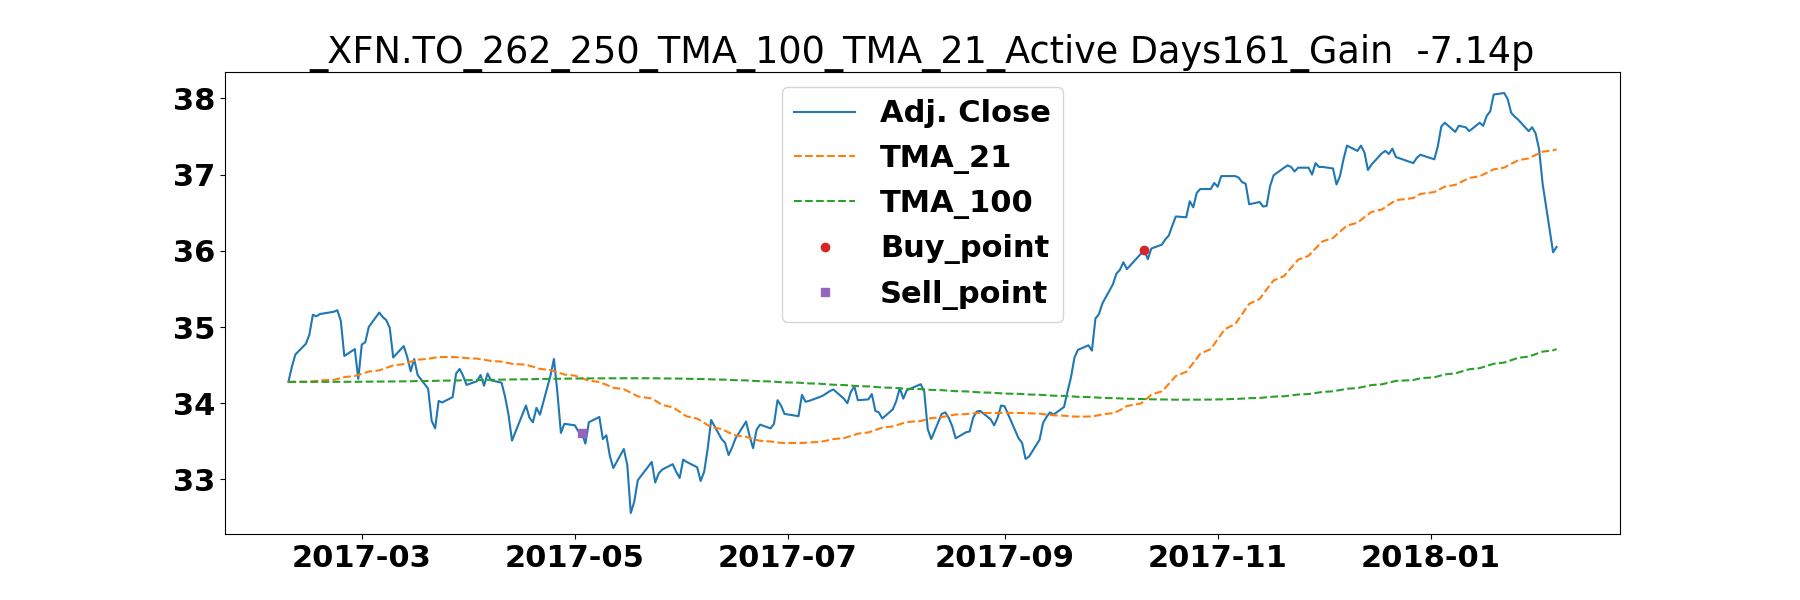 _XFN.TO_262_250_TMA_100_TMA_21_Active Days161_Gain  -7.14p
38
37
36
35
34
33
Adj. Close
TMA_21
TMA_100
Buy_point
Sell_point
2017-03 2017-05 2017-07 2017-09 2017-11 2018-01